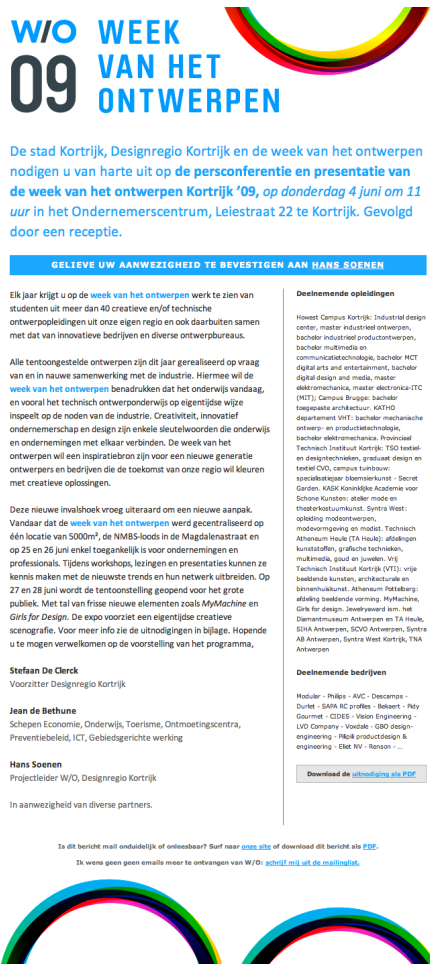 W/O
09
WEEK
VAN HET
ONTWERPEN
De stad Kortrijk, Designregio Kortrijk en de week van het ontwerpen
nodigen u van harte uit op de persconferentie en presentatie van
de week van het ontwerpen Kortrijk ’09, op donderdag 4 juni om 11
uur in het Ondernemerscentrum, Leiestraat 22 te Kortrijk. Gevolgd
door een receptie.
GELIEVE UW AANWEZIGHEID TE BEVESTIGEN AAN HANS SOENEN
Elk jaar krijgt u op de week van het ontwerpen werk te zien van
studenten uit meer dan 40 creatieve en/of technische
ontwerpopleidingen uit onze eigen regio en ook daarbuiten samen
met dat van innovatieve bedrijven en diverse ontwerpbureaus.
Alle tentoongestelde ontwerpen zijn dit jaar gerealiseerd op vraag
van en in nauwe samenwerking met de industrie. Hiermee wil de
week van het ontwerpen benadrukken dat het onderwijs vandaag,
en vooral het technisch ontwerponderwijs op eigentijdse wijze
inspeelt op de noden van de industrie. Creativiteit, innovatief
ondernemerschap en design zijn enkele sleutelwoorden die onderwijs
en ondernemingen met elkaar verbinden. De week van het
ontwerpen wil een inspiratiebron zijn voor een nieuwe generatie
ontwerpers en bedrijven die de toekomst van onze regio wil kleuren
met creatieve oplossingen.
Deze nieuwe invalshoek vroeg uiteraard om een nieuwe aanpak.
Vandaar dat de week van het ontwerpen werd gecentraliseerd op
één locatie van 5000m², de NMBS-loods in de Magdalenastraat en
op 25 en 26 juni enkel toegankelijk is voor ondernemingen en
professionals. Tijdens workshops, lezingen en presentaties kunnen ze
kennis maken met de nieuwste trends en hun netwerk uitbreiden. Op
27 en 28 juni wordt de tentoonstelling geopend voor het grote
publiek. Met tal van frisse nieuwe elementen zoals MyMachine en
Girls for Design. De expo voorziet een eigentijdse creatieve
scenografie. Voor meer info zie de uitnodigingen in bijlage. Hopende
u te mogen verwelkomen op de voorstelling van het programma,
Stefaan De Clerck
Voorzitter Designregio Kortrijk
Jean de Bethune
Schepen Economie, Onderwijs, Toerisme, Ontmoetingscentra,
Preventiebeleid, ICT, Gebiedsgerichte werking
Hans Soenen
Projectleider W/O, Designregio Kortrijk
In aanwezigheid van diverse partners.
Deelnemende opleidingen
Howest Campus Kortrijk: Industrial design
center, master industrieel ontwerpen,
bachelor industrieel productontwerpen,
bachelor multimedia en
communicatietechnologie, bachelor MCT
digital arts and entertainment, bachelor
digital design and media, master
elektromechanica, master electronica-ITC
(MIT); Campus Brugge: bachelor
toegepaste architectuur. KATHO
departement VHT: bachelor mechanische
ontwerp- en productietechnologie,
bachelor elektromechanica. Provinciaal
Technisch Instituut Kortrijk: TSO textiel-
en designtechnieken, graduaat design en
textiel CVO, campus tuinbouw:
specialisatiejaar bloemsierkunst - Secret
Garden. KASK Koninklijke Academie voor
Schone Kunsten: atelier mode en
theaterkostuumkunst. Syntra West:
opleiding modeontwerpen,
modevormgeving en modist. Technisch
Atheneum Heule (TA Heule): afdelingen
kunststoffen, grafische technieken,
multimedia, goud en juwelen. Vrij
Technisch Instituut Kortrijk (VTI): vrije
beeldende kunsten, architecturale en
binnenhuiskunst. Atheneum Pottelberg:
afdeling beeldende vorming. MyMachine,
Girls for design. Jewelryaward ism. het
Diamantmuseum Antwerpen en TA Heule,
SIHA Antwerpen, SCVO Antwerpen, Syntra
AB Antwerpen, Syntra West Kortrijk, TNA
Antwerpen
Deelnemende bedrijven
Modular - Philips - AVC - Descamps -
Durlet - SAPA RC profiles - Bekaert - Pidy
Gourmet - CIDES - Vision Engineering -
LVD Company - Voxdale - GBO design-
engineering - Pilipili productdesign &
engineering - Eliet NV - Renson - ...
Download de uitnodiging als PDF
Is dit bericht mail onduidelijk of onleesbaar? Surf naar onze site of download dit bericht als PDF.
Ik wens geen geen emails meer te ontvangen van W/O: schrijf mij uit de mailinglist.